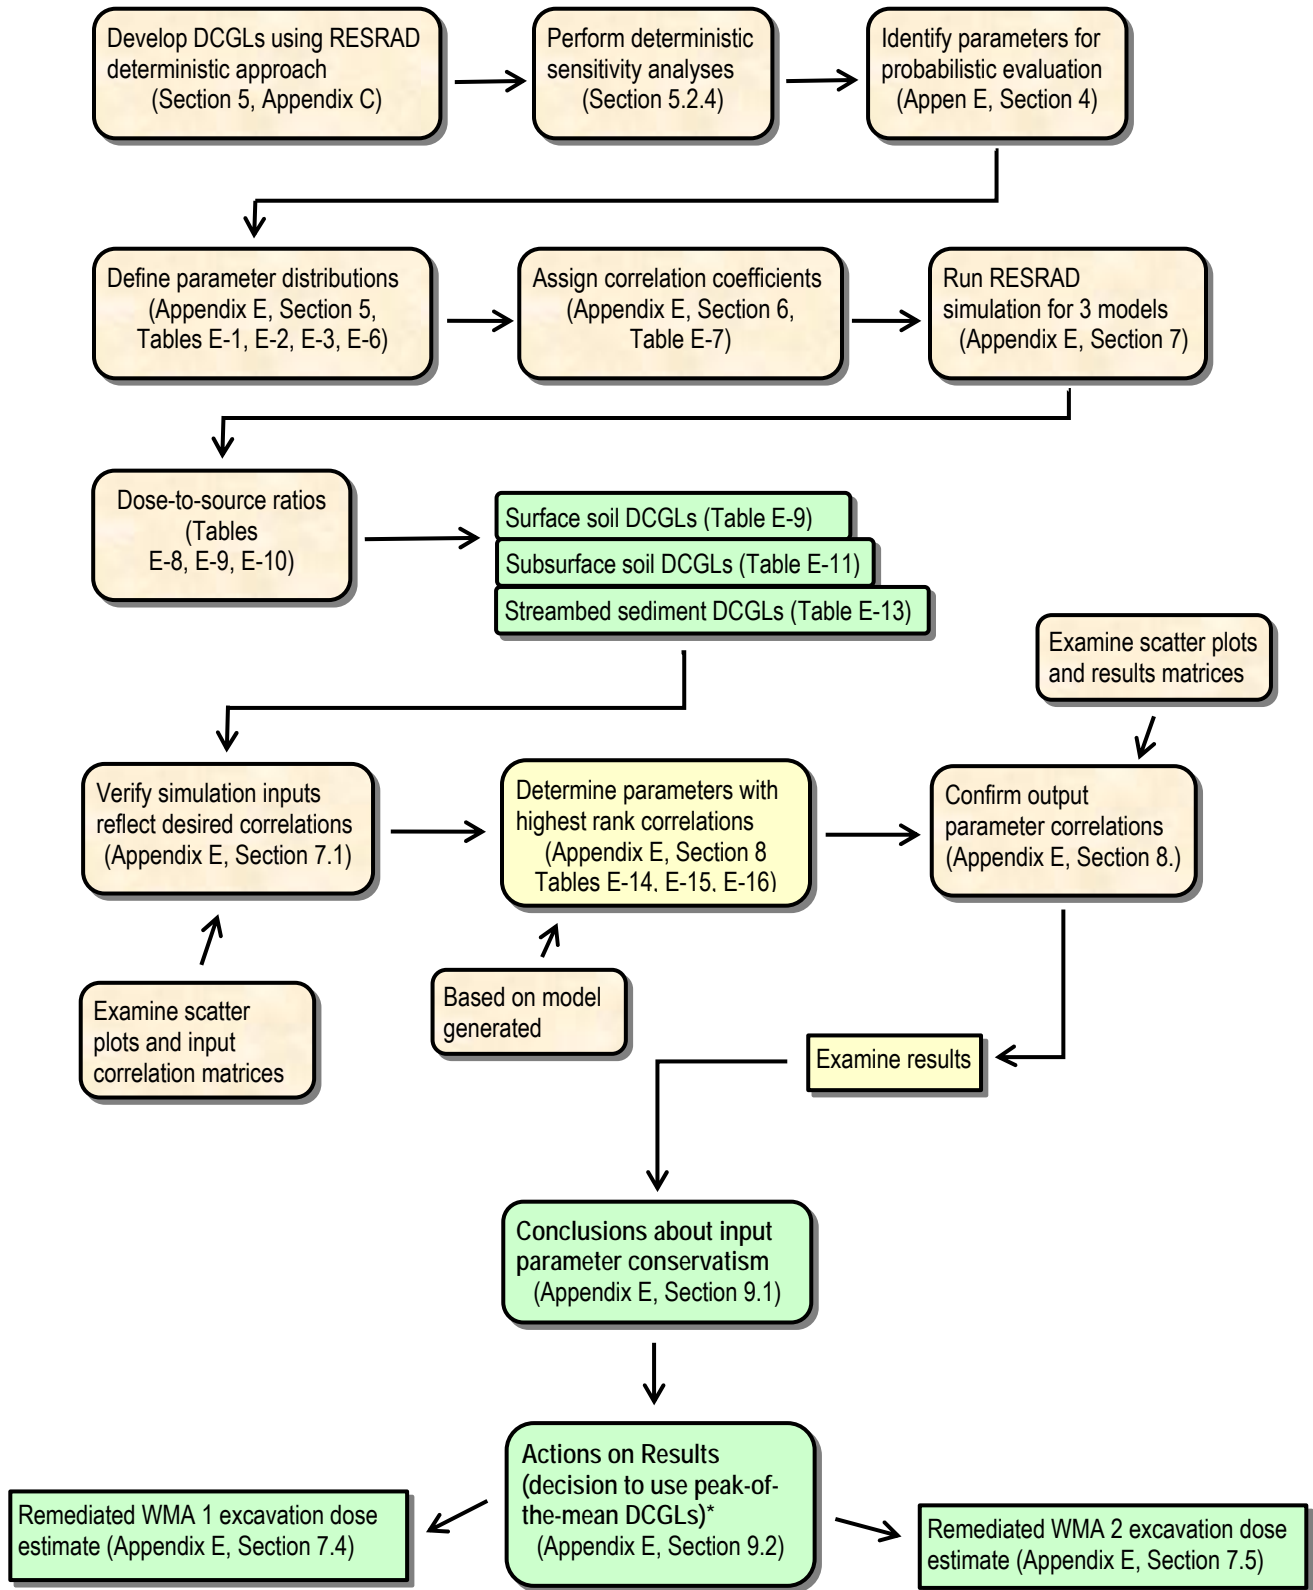 Develop DCGLs using RESRAD
deterministic approach
(Section 5, Appendix C)
Perform deterministic
sensitivity analyses
(Section 5.2.4)
Identify parameters for
probabilistic evaluation
(Appen E, Section 4)
Define parameter distributions
(Appendix E, Section 5,
Tables E-1, E-2, E-3, E-6)
Assign correlation coefficients
(Appendix E, Section 6,
Table E-7)
Run RESRAD
simulation for 3 models
(Appendix E, Section 7)
Dose-to-source ratios
(Tables
E-8, E-9, E-10)
Surface soil DCGLs (Table E-9)
Subsurface soil DCGLs (Table E-11)
Streambed sediment DCGLs (Table E-13)
Examine scatter plots
and results matrices
Verify simulation inputs
reflect desired correlations
(Appendix E, Section 7.1)
Determine parameters with
highest rank correlations
(Appendix E, Section 8
Tables E-14, E-15, E-16)
Confirm output
parameter correlations
(Appendix E, Section 8.)
Examine scatter
plots and input
correlation matrices
Based on model
generated
Examine results
Conclusions about input
parameter conservatism
(Appendix E, Section 9.1)
Actions on Results
(decision to use peak-of-
the-mean DCGLs)*
(Appendix E, Section 9.2)
Remediated WMA 1 excavation dose
estimate (Appendix E, Section 7.4)
Remediated WMA 2 excavation dose
estimate (Appendix E, Section 7.5)